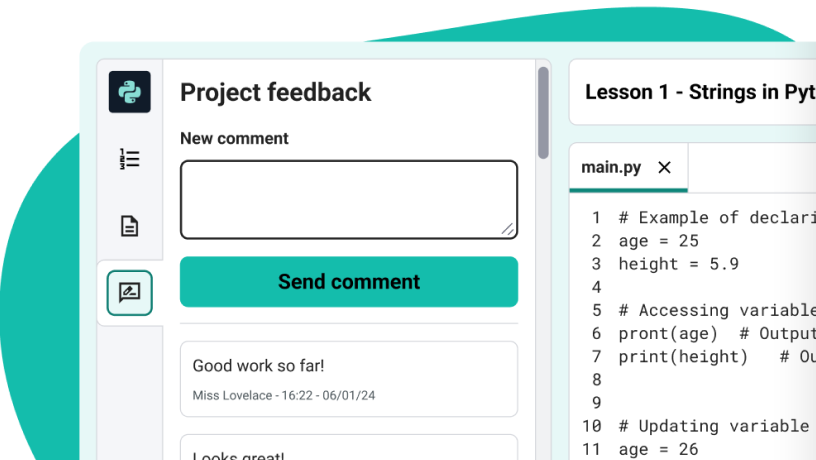 Project feedback
New comment
Send comment
Good work so far!
Miss Lovelace - 16:22 - 06/01/24
Looks great!
Lesson 1 - Strings in Pyt
main.py
1 # Example of declari
2 age = 25
3 height = 5.9
4
5 # Accessing variable
6 pront(age)  # Output
7 print(height)   # Ou
8
9
10 # Updating variable
11 age = 26